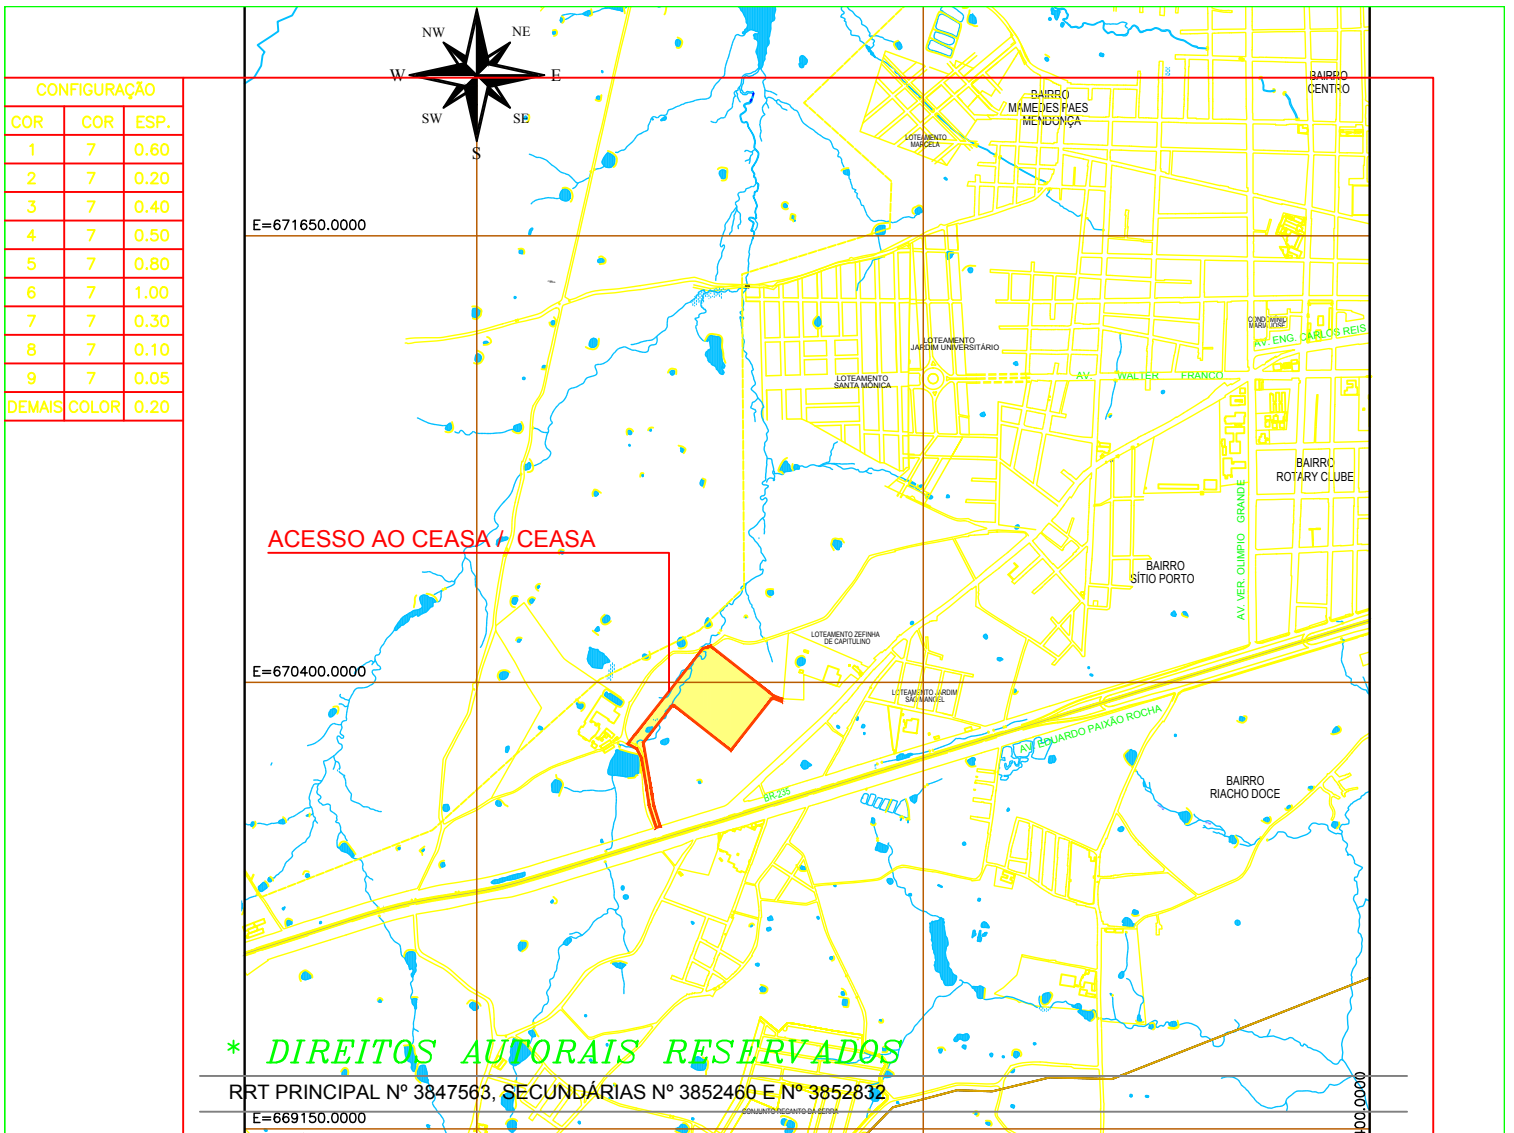 CONFIGURAÇÃO
COR COR ESP.
1 7 0.60
2 7 0.20
3 7 0.40
4 7 0.50
5 7 0.80
6 7 1.00
7 7 0.30
8 7 0.10
9 7 0.05
DEMAIS COLOR 0.20
NW NE
W E
SW SE
S
BAIRRO
CENTRO
BAIRRO
MAMEDES PAES
MENDONÇA
LOTEAMENTO
MARCELA
E=671650.0000
CONDOMINIO
MARIA JOSE
AV. ENG. CARLOS REIS
LOTEAMENTO
JARDIM UNIVERSITÁRIO
LOTEAMENTO
SANTA MÔNICA
AV. WALTER FRANCO
BAIRRO
ROTARY CLUBE
AV. VER. OLIMPIO GRANDE
ACESSO AO CEASA / CEASA
BAIRRO
SÍTIO PORTO
LOTEAMENTO ZEFINHA
DE CAPITULINO
E=670400.0000
LOTEAMENTO JARDIM
SÃO MANOEL
AV. EDUARDO PAIXÃO ROCHA
BR-235
BAIRRO
RIACHO DOCE
* DIREITOS AUTORAIS RESERVADOS
RRT PRINCIPAL Nº 3847563, SECUNDÁRIAS Nº 3852460 E Nº 3852832
CONJUNTO RECANTO DA SERRA
E=669150.0000
00.0000